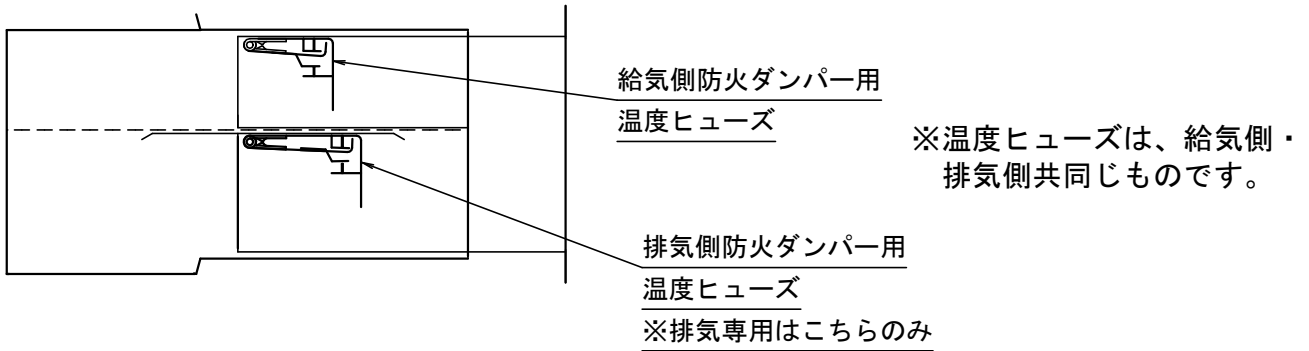 給気側防火ダンパー用
温度ヒューズ
※温度ヒューズは、給気側・
排気側共同じものです。
排気側防火ダンパー用
温度ヒューズ
※排気専用はこちらのみ